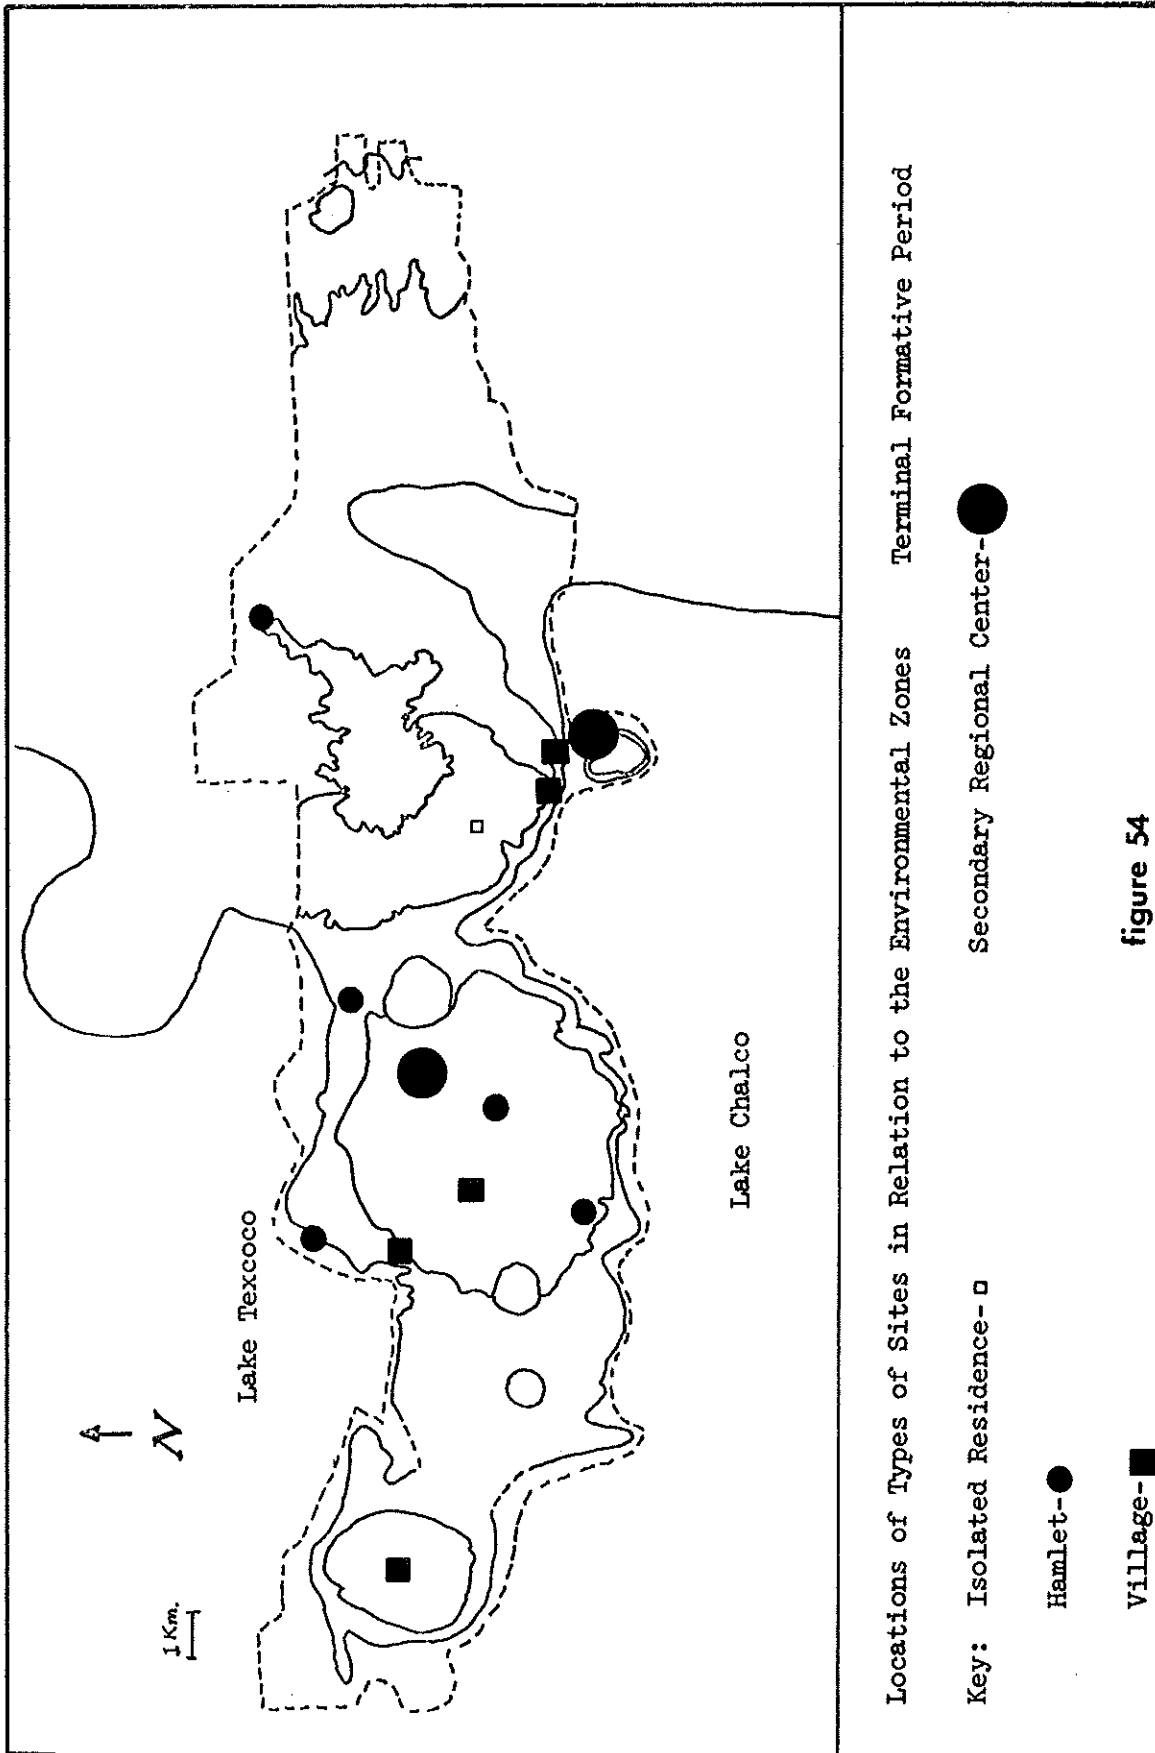 1 Km.
N
Lake Texcoco
Lake Chalco
Locations of Types of Sites in Relation to the Environmental Zones Terminal Formative Period
Key: Isolated Residence-
Secondary Regional Center-
Hamlet-
Village-
figure 54